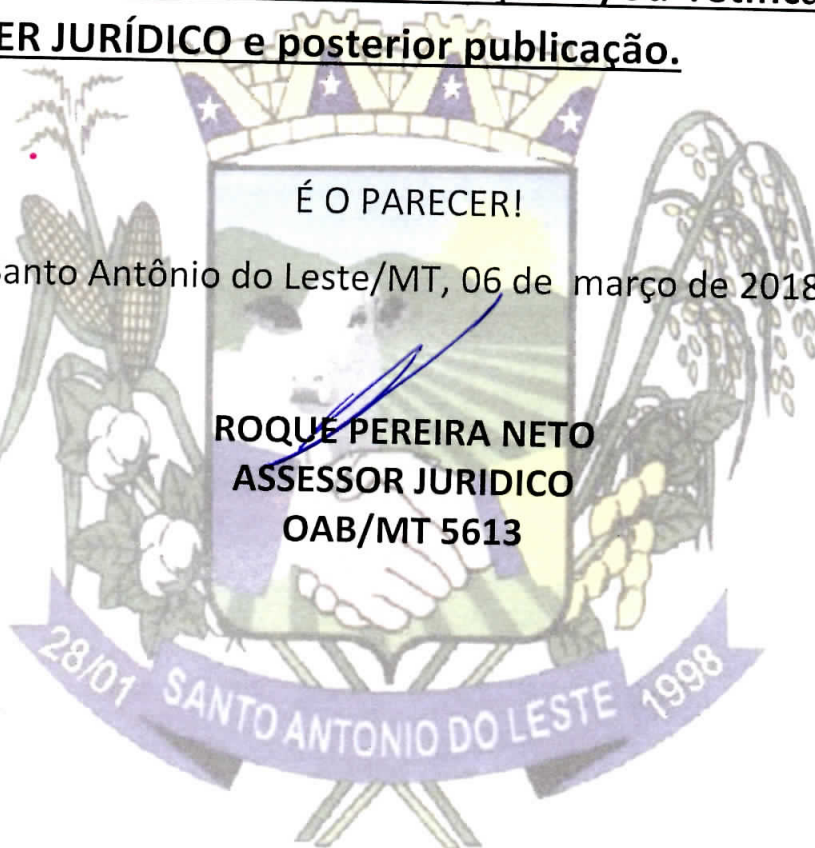 ER JURÍDICO e posterior publicação.
É O PARECER!
anto Antônio do Leste/MT, 06 de março de 2018
ROQUE PEREIRA NETO
ASSESSOR JURIDICO
OAB/MT 5613
28/01 SANTO ANTONIO DO LESTE 1998